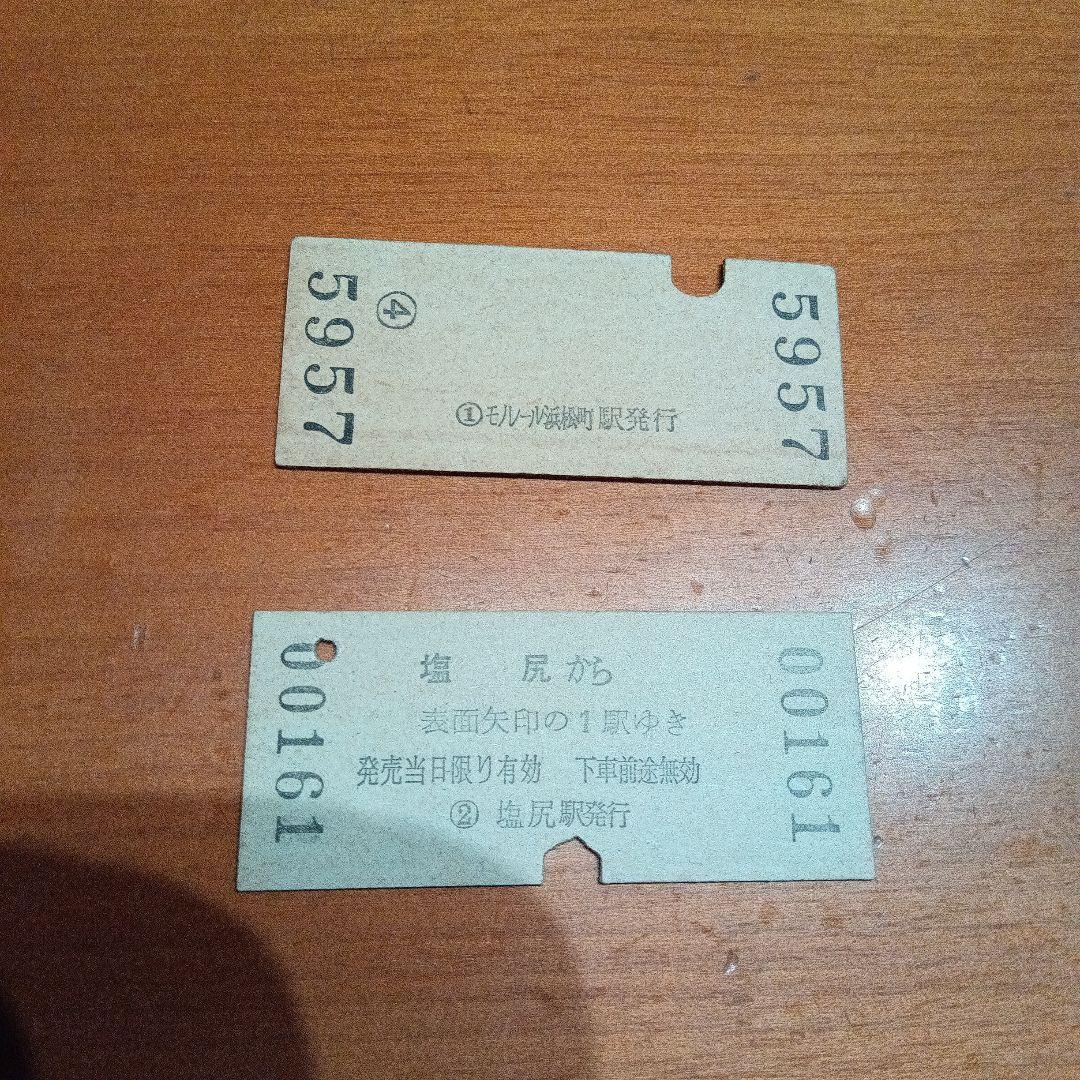 5957
④
①モルール浜松町駅発行
5957
00161
塩 尻から
表面矢印の1駅ゆき
発売当日限り有効 下車前途無効
② 塩尻駅発行
00161